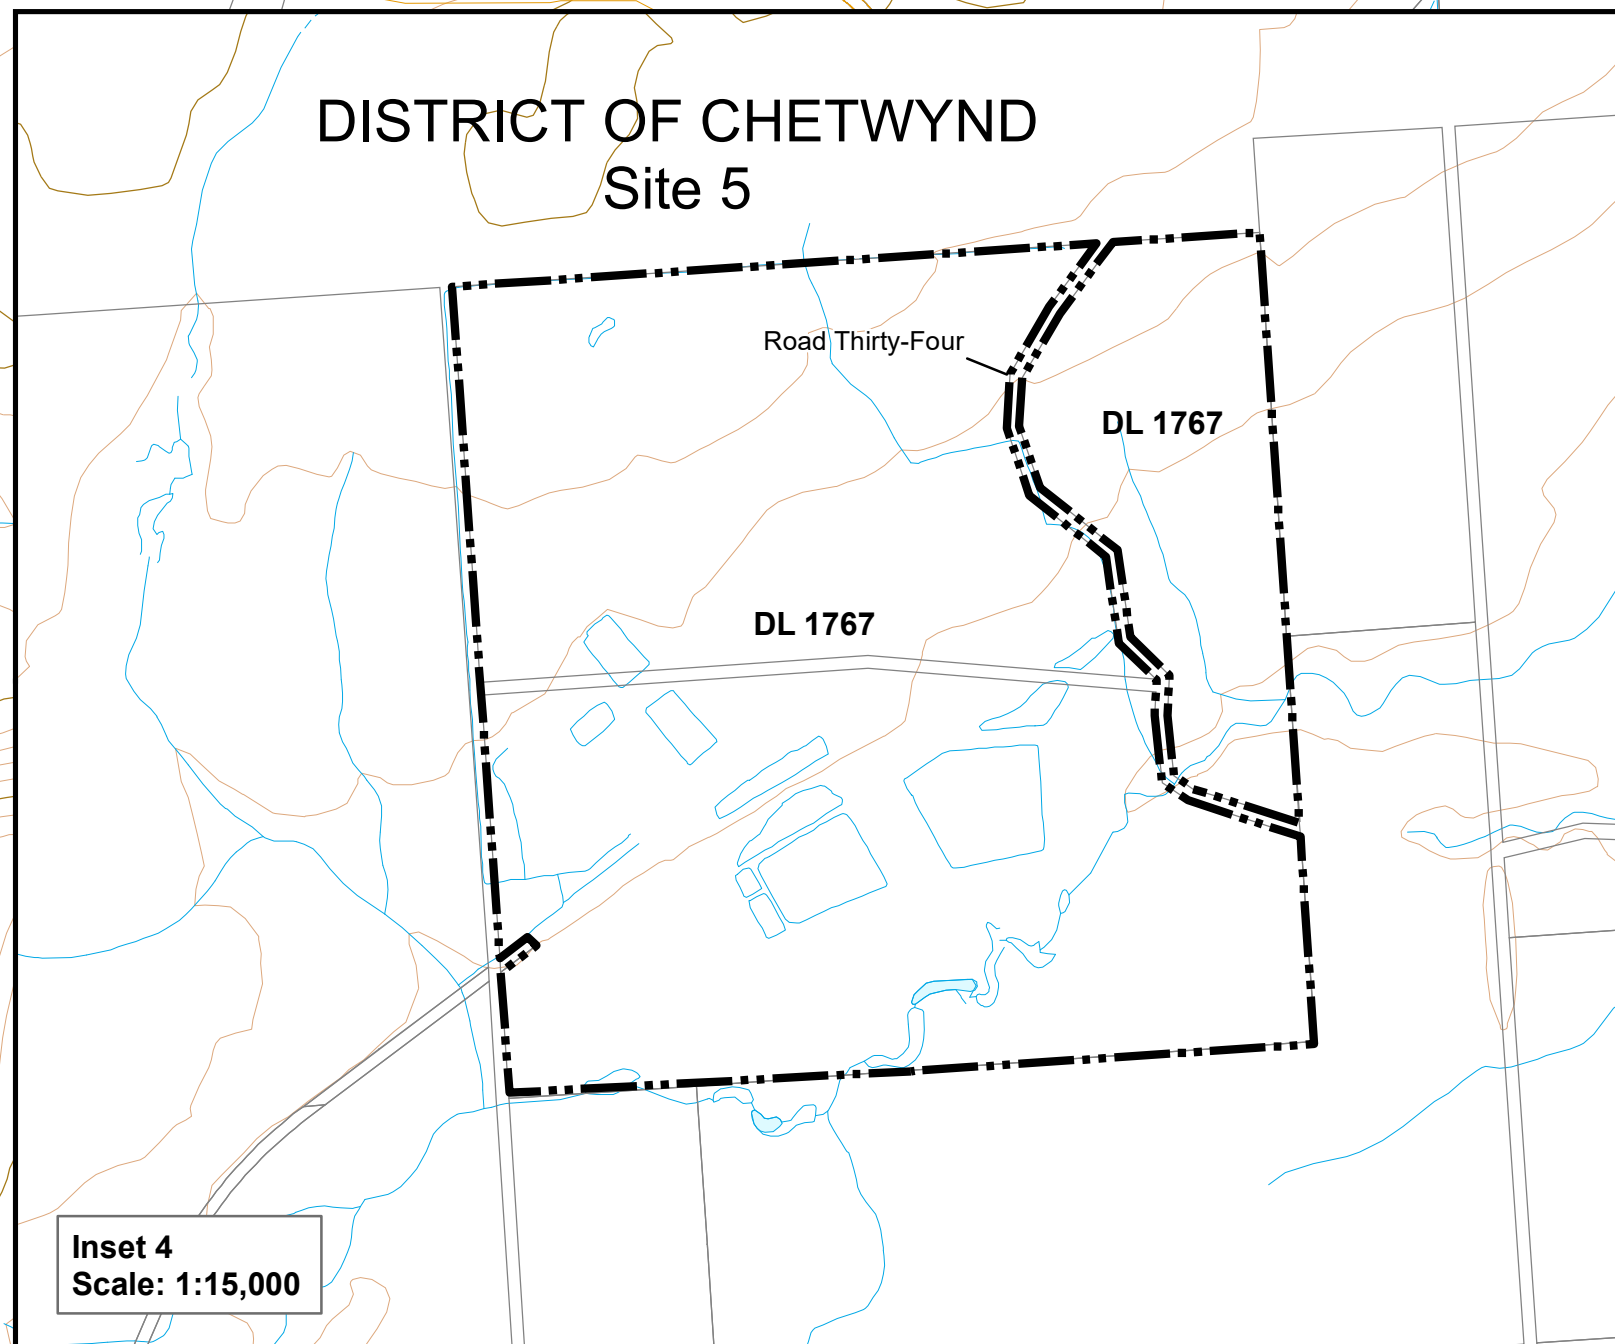 DISTRICT OF CHETWYND
Site 5
Road Thirty-Four
DL 1767
DL 1767
Inset 4
Scale: 1:15,000